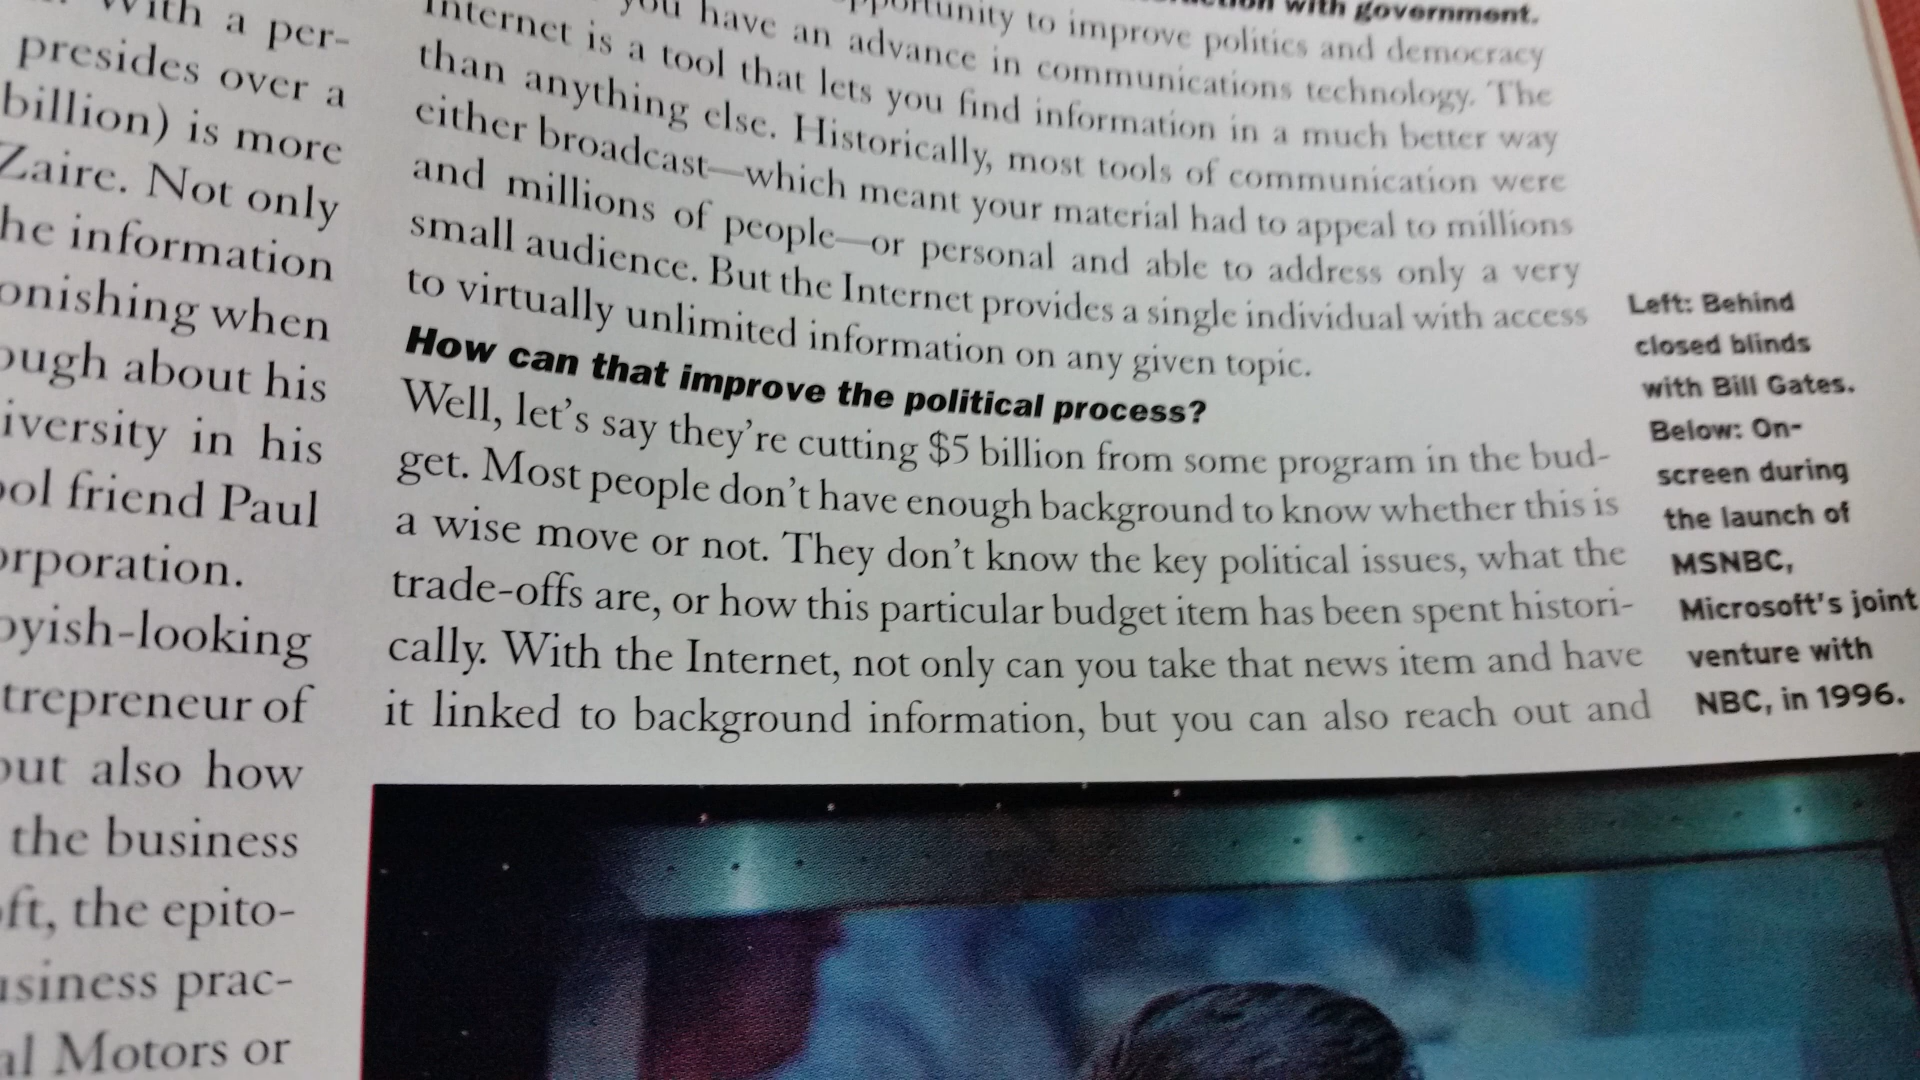 With a per-
presides over a
billion) is more
Zaire. Not only
he information
onishing when
ough about his
iversity in his
ool friend Paul
orporation.
oyish-looking
trepreneur of
out also how
the business
oft, the epito-
usiness prac-
al Motors or
with government.
opportunity to improve politics and democracy
you have an advance in communications technology. The
Internet is a tool that lets you find information in a much better way
than anything else. Historically, most tools of communication were
either broadcast—which meant your material had to appeal to millions
and millions of people—or personal and able to address only a very
small audience. But the Internet provides a single individual with access
to virtually unlimited information on any given topic.
How can that improve the political process?
Well, let's say they're cutting $5 billion from some program in the bud-
get. Most people don't have enough background to know whether this is
a wise move or not. They don't know the key political issues, what the
trade-offs are, or how this particular budget item has been spent histori-
cally. With the Internet, not only can you take that news item and have
it linked to background information, but you can also reach out and
Left: Behind
closed blinds
with Bill Gates.
Below: On-
screen during
the launch of
MSNBC,
Microsoft's joint
venture with
NBC, in 1996.